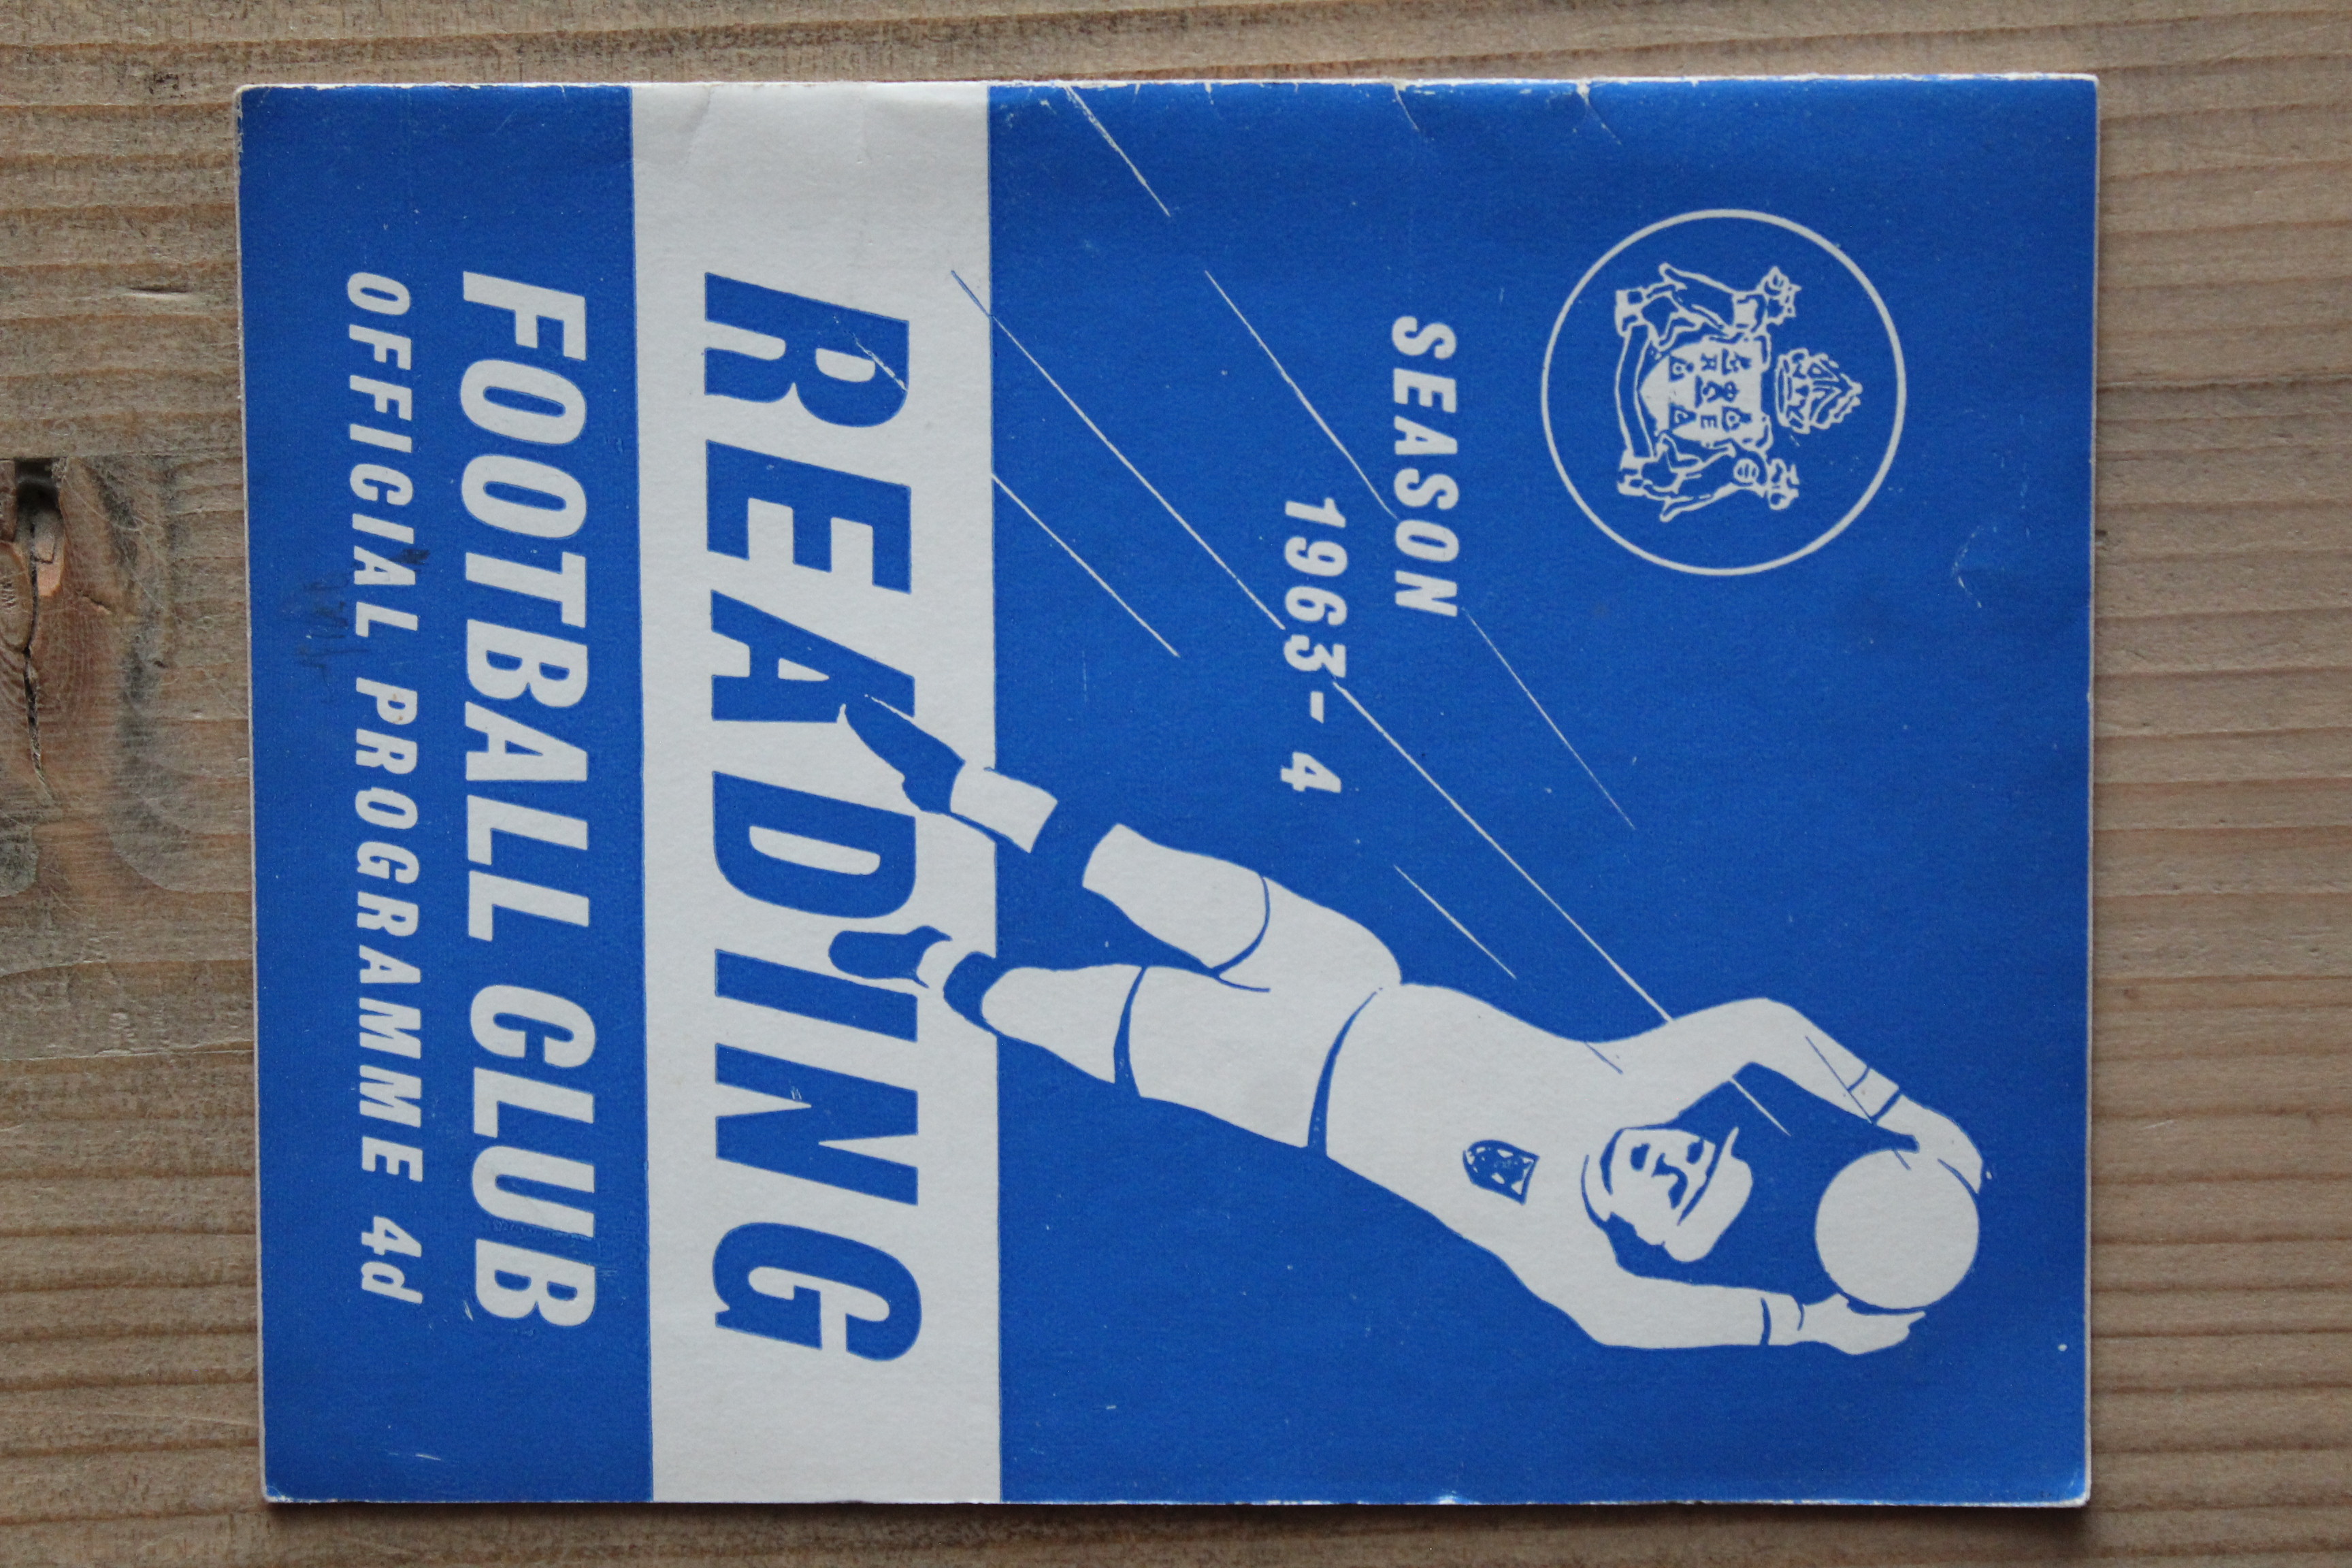 SEASON
1963-4
READING
FOOTBALL CLUB
OFFICIAL PROGRAMME 4d